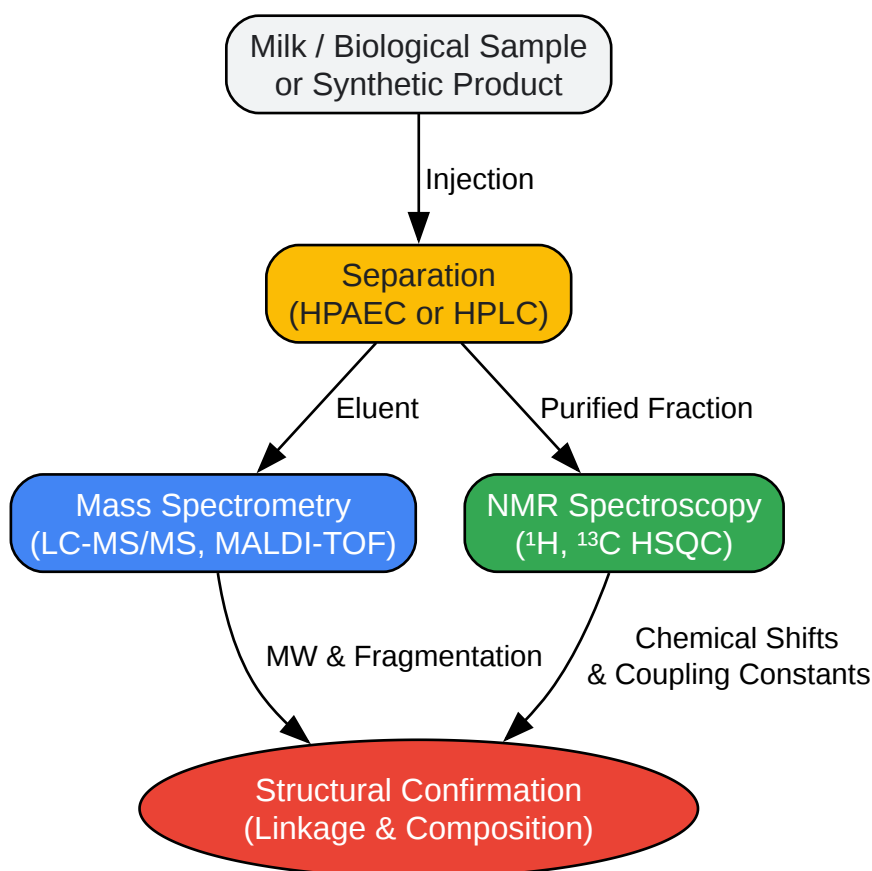 Milk / Biological Sample
or Synthetic Product
Injection
Separation
(HPAEC or HPLC)
Eluent
Purified Fraction
Mass Spectrometry
(LC-MS/MS, MALDI-TOF)
NMR Spectroscopy
(¹H, ¹³C HSQC)
MW & Fragmentation
Chemical Shifts
& Coupling Constants
Structural Confirmation
(Linkage & Composition)